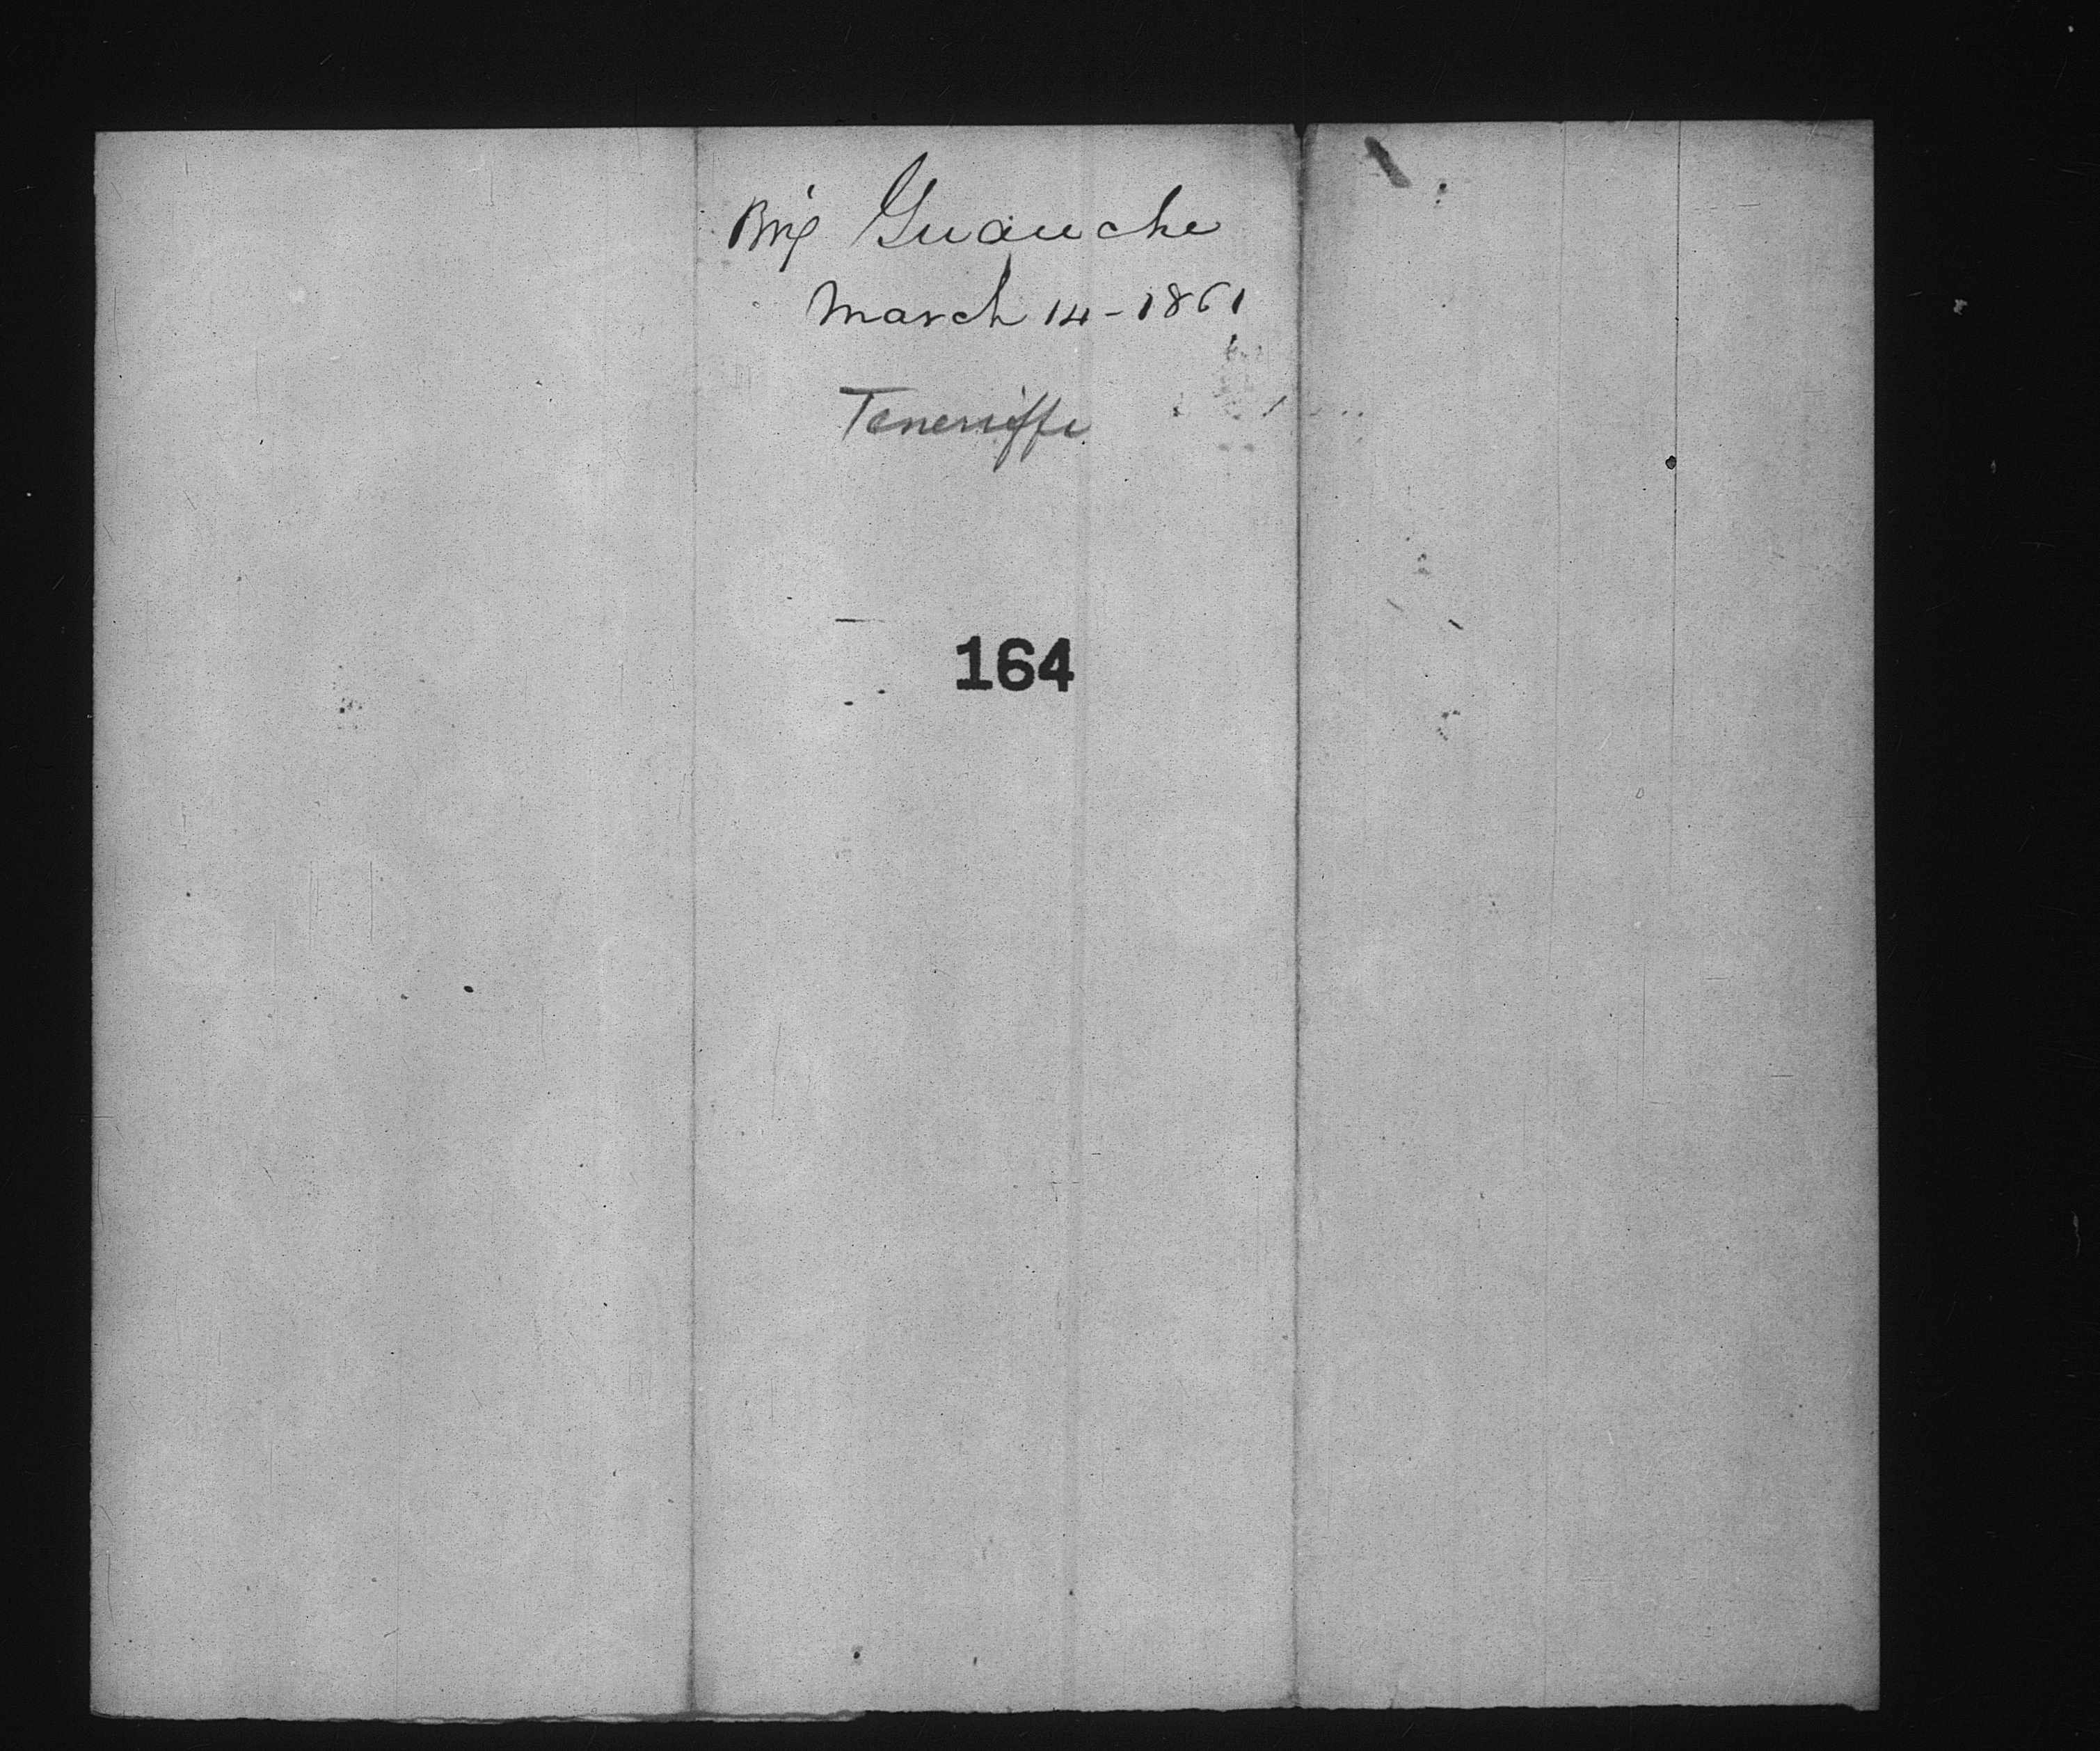 Brig Guanche
March 14-1861
Teneriffe
164